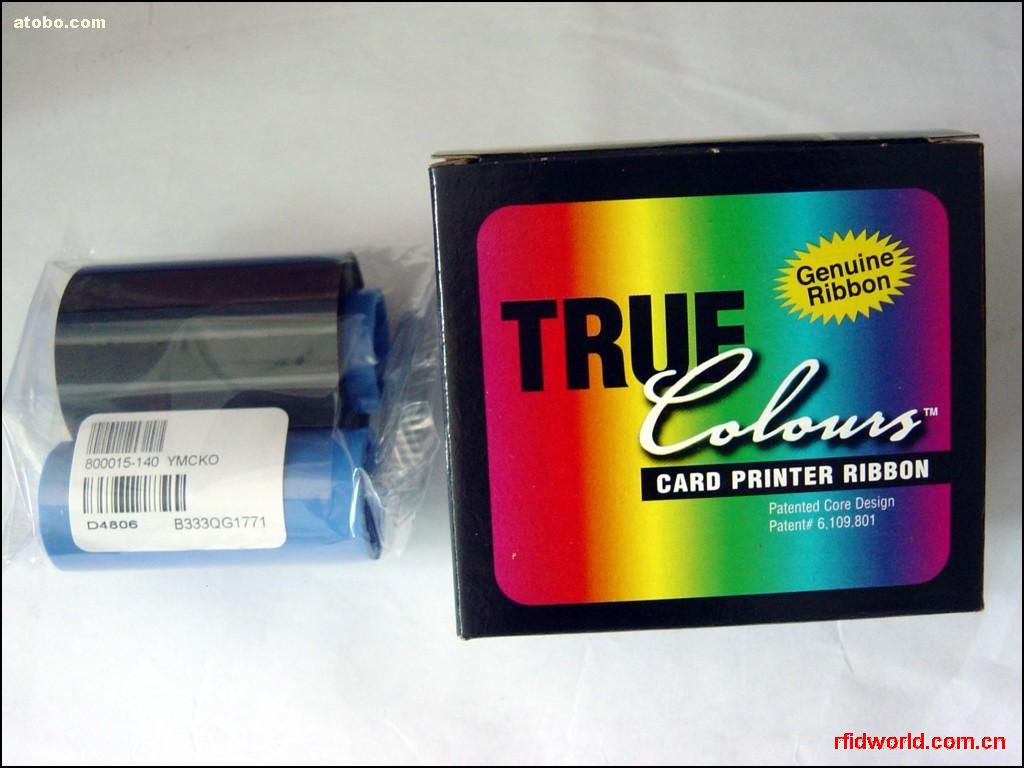 atobo.com
800015-140 YMCKO
D4806 B333QG1771
Genuine
Ribbon
TRUE
Colours™
CARD PRINTER RIBBON
Patented Core Design
Patent# 6,109.801
rfidworld.com.cn